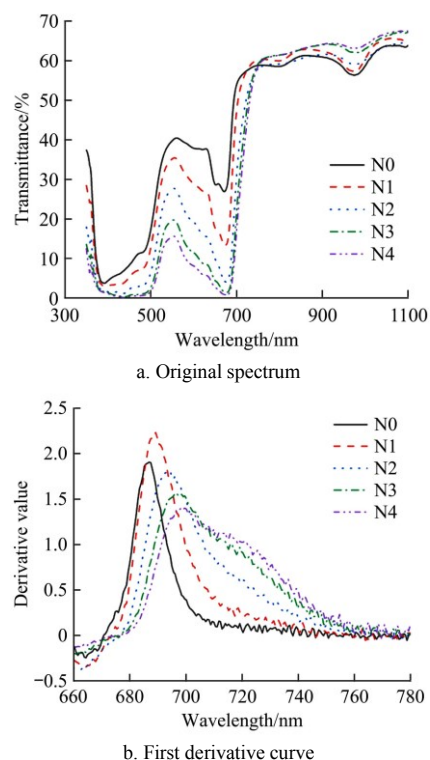 70
60
50
40
30
20
10
0
Transmittance/%
N0
N1
N2
N3
N4
300 500 700 900 1100
Wavelength/nm
a. Original spectrum
2.5
2.0
1.5
1.0
0.5
0
−0.5
Derivative value
N0
N1
N2
N3
N4
660 680 700 720 740 760 780
Wavelength/nm
b. First derivative curve